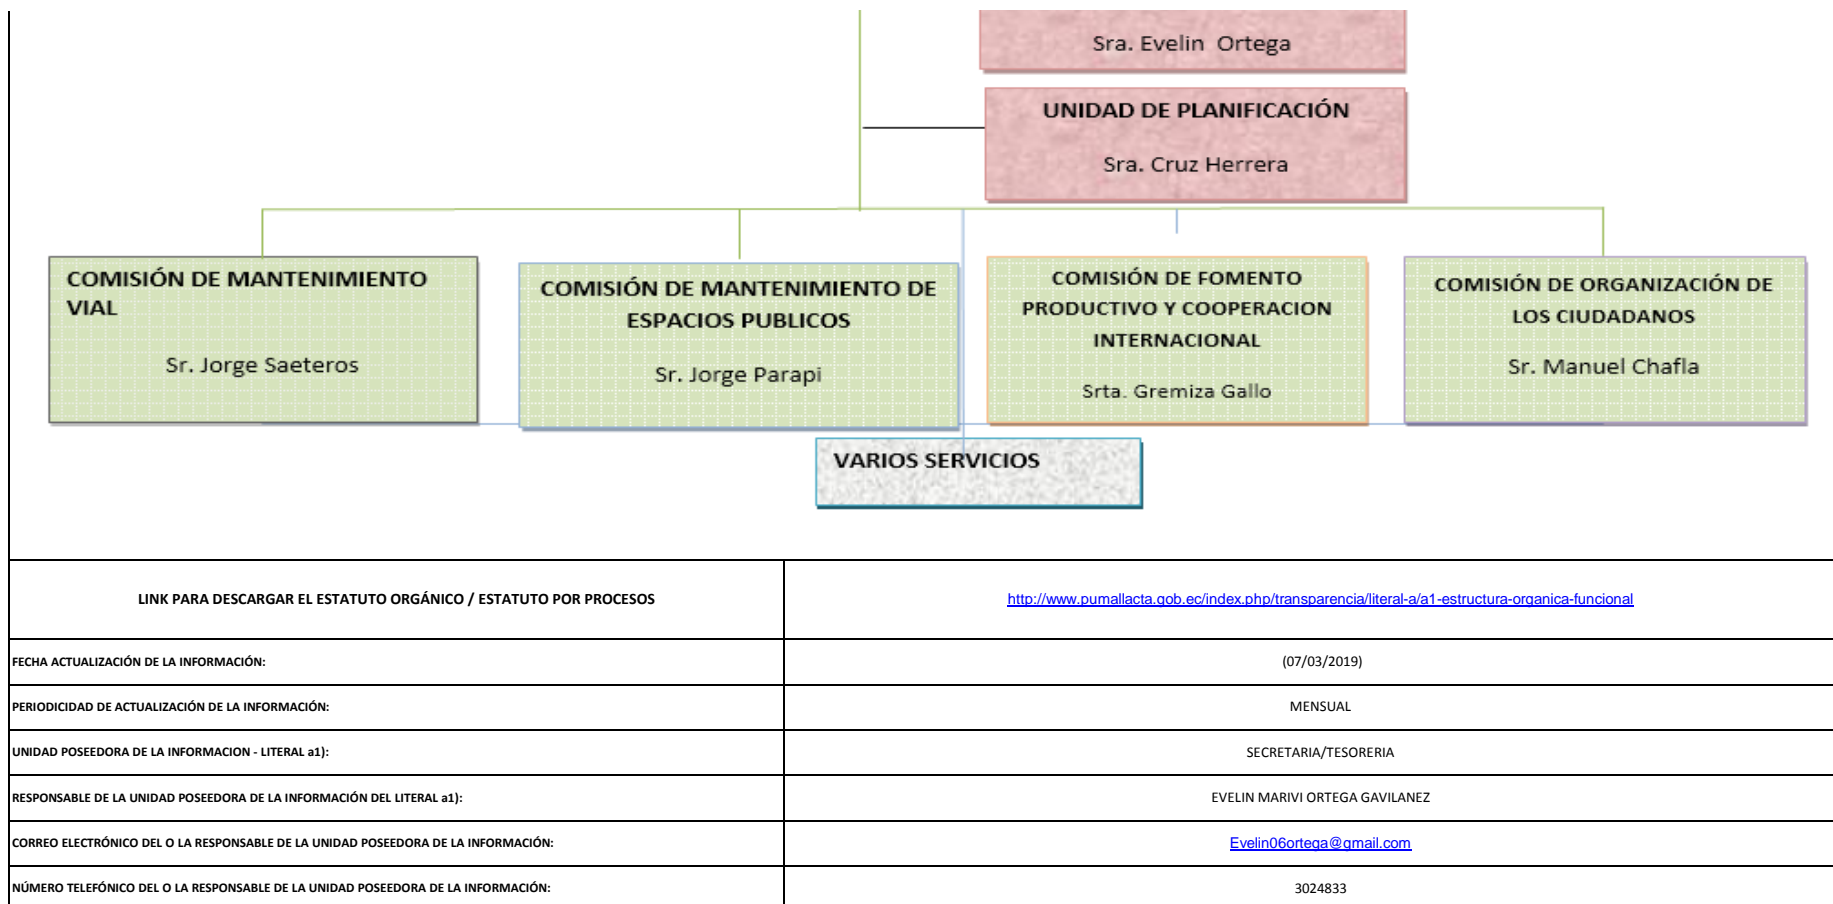 Sra. Evelin Ortega
UNIDAD DE PLANIFICACIÓN
Sra. Cruz Herrera
COMISIÓN DE MANTENIMIENTO
VIAL
Sr. Jorge Saeteros
COMISIÓN DE MANTENIMIENTO DE
ESPACIOS PUBLICOS
Sr. Jorge Parapi
COMISIÓN DE FOMENTO
PRODUCTIVO Y COOPERACION
INTERNACIONAL
Srta. Gremiza Gallo
COMISIÓN DE ORGANIZACIÓN DE
LOS CIUDADANOS
Sr. Manuel Chafla
VARIOS SERVICIOS
LINK PARA DESCARGAR EL ESTATUTO ORGÁNICO / ESTATUTO POR PROCESOS
http://www.pumallacta.gob.ec/index.php/transparencia/literal-a/a1-estructura-organica-funcional
FECHA ACTUALIZACIÓN DE LA INFORMACIÓN:
(07/03/2019)
PERIODICIDAD DE ACTUALIZACIÓN DE LA INFORMACIÓN:
MENSUAL
UNIDAD POSEEDORA DE LA INFORMACION - LITERAL a1):
SECRETARIA/TESORERIA
RESPONSABLE DE LA UNIDAD POSEEDORA DE LA INFORMACIÓN DEL LITERAL a1):
EVELIN MARIVI ORTEGA GAVILANEZ
CORREO ELECTRÓNICO DEL O LA RESPONSABLE DE LA UNIDAD POSEEDORA DE LA INFORMACIÓN:
Evelin06ortega@gmail.com
NÚMERO TELEFÓNICO DEL O LA RESPONSABLE DE LA UNIDAD POSEEDORA DE LA INFORMACIÓN:
3024833